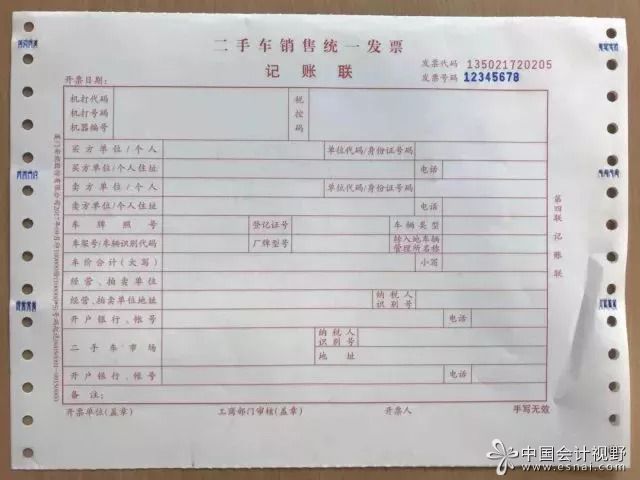 二手车销售统一发票
记账联
发票代码 135021720205
发票号码 12345678
开票日期:
机打代码
机打号码
机器编号
税控码
买方单位/个人 单位代码/身份证号码
买方单位/个人住址 电话
卖方单位/个人 单位代码/身份证号码
卖方单位/个人住址 电话
车牌照号 登记证号 车辆类型
车架号/车辆识别代码 厂牌型号 转入地车辆管理所名称
车价合计(大写) 小写
经营、拍卖单位
经营、拍卖单位地址 纳税人识别号
开户银行、帐号 电话
二手车市场 纳税人识别号
地址
开户银行、帐号 电话
备注:
开票单位(盖章) 工商部门审核(盖章) 开票人 手写无效
第四联 记账联
中国会计视野
www.esnai.com